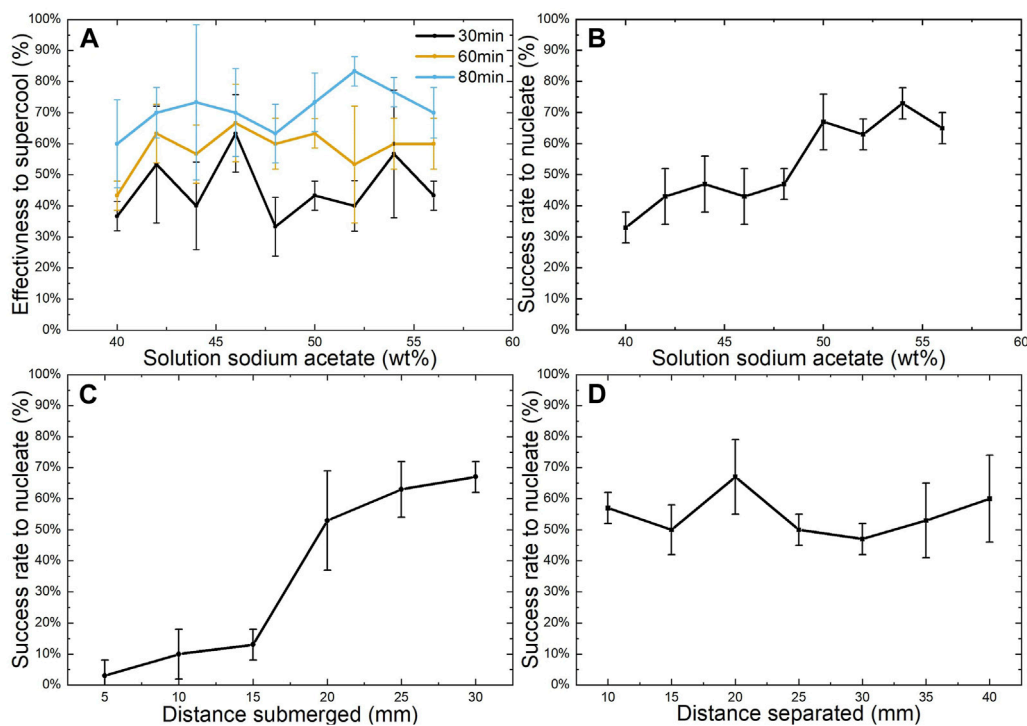 A
30min
60min
80min
Effectivness to supercool (%)
100%
90%
80%
70%
60%
50%
40%
30%
20%
10%
0%
40 45 50 55 60
Solution sodium acetate (wt%)
B
Success rate to nucleate (%)
100%
90%
80%
70%
60%
50%
40%
30%
20%
10%
0%
40 45 50 55 60
Solution sodium acetate (wt%)
C
Success rate to nucleate (%)
100%
90%
80%
70%
60%
50%
40%
30%
20%
10%
0%
5 10 15 20 25 30
Distance submerged (mm)
D
Success rate to nucleate (%)
100%
90%
80%
70%
60%
50%
40%
30%
20%
10%
0%
10 15 20 25 30 35 40
Distance separated (mm)